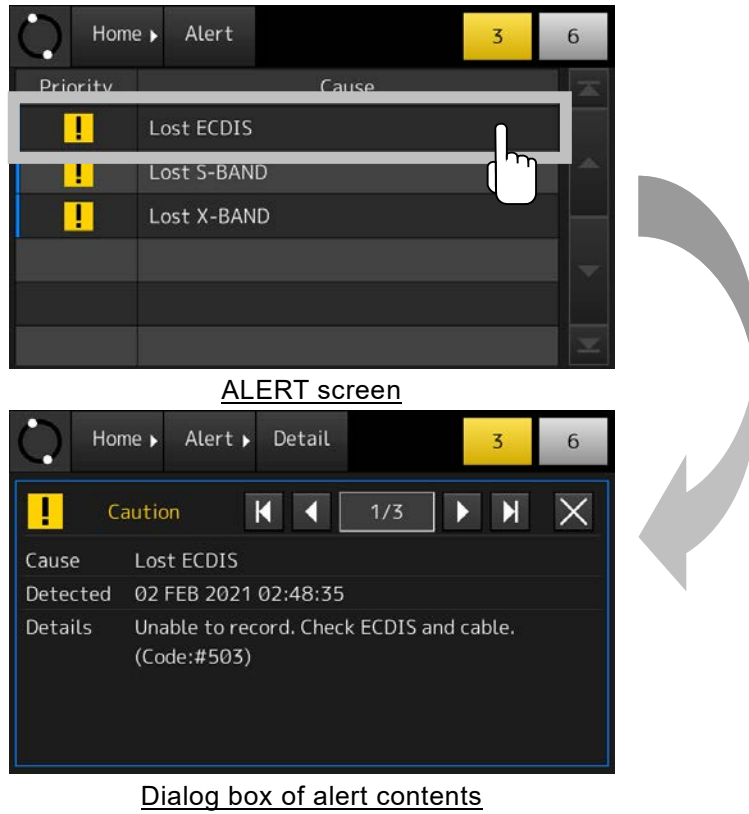 Home Alert 3 6
Priority Cause
! Lost ECDIS
! Lost S-BAND
! Lost X-BAND
ALERT screen
Home Alert Detail 3 6
! Caution 1/3
Cause Lost ECDIS
Detected 02 FEB 2021 02:48:35
Details Unable to record. Check ECDIS and cable.
(Code:#503)
Dialog box of alert contents